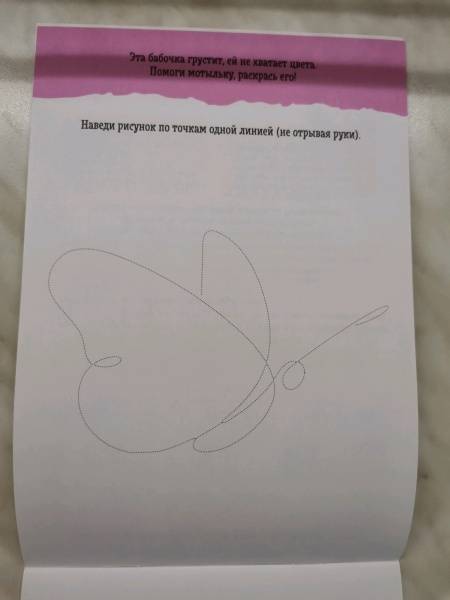 Эта бабочка грустит, ей не хватает цвета.
Помоги мотыльку, раскрась его!
Наведи рисунок по точкам одной линией (не отрывая руки).